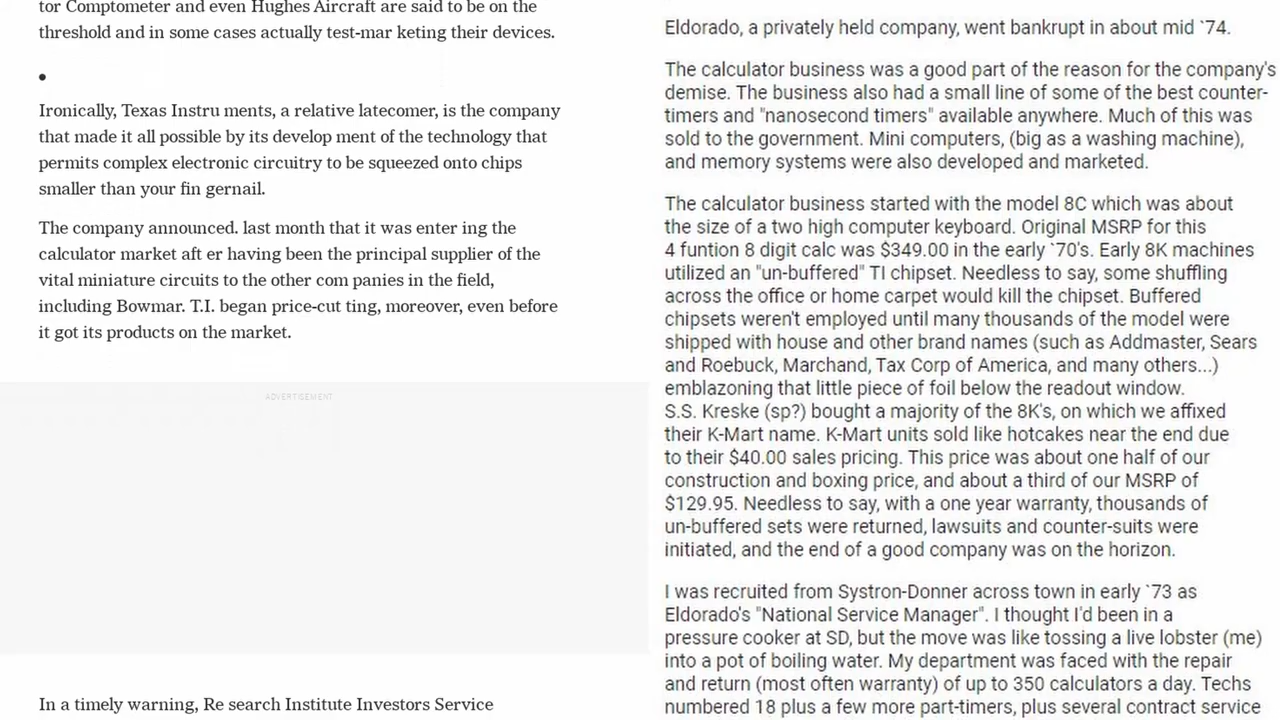 tor Comptometer and even Hughes Aircraft are said to be on the
threshold and in some cases actually test-mar keting their devices.
•
Ironically, Texas Instru ments, a relative latecomer, is the company
that made it all possible by its develop ment of the technology that
permits complex electronic circuitry to be squeezed onto chips
smaller than your fin gernail.
The company announced. last month that it was enter ing the
calculator market aft er having been the principal supplier of the
vital miniature circuits to the other com panies in the field,
including Bowmar. T.I. began price-cut ting, moreover, even before
it got its products on the market.
ADVERTISEMENT
In a timely warning, Re search Institute Investors Service
Eldorado, a privately held company, went bankrupt in about mid `74.
The calculator business was a good part of the reason for the company's
demise. The business also had a small line of some of the best counter-
timers and "nanosecond timers" available anywhere. Much of this was
sold to the government. Mini computers, (big as a washing machine),
and memory systems were also developed and marketed.
The calculator business started with the model 8C which was about
the size of a two high computer keyboard. Original MSRP for this
4 funtion 8 digit calc was $349.00 in the early `70's. Early 8K machines
utilized an "un-buffered" TI chipset. Needless to say, some shuffling
across the office or home carpet would kill the chipset. Buffered
chipsets weren't employed until many thousands of the model were
shipped with house and other brand names (such as Addmaster, Sears
and Roebuck, Marchand, Tax Corp of America, and many others...)
emblazoning that little piece of foil below the readout window.
S.S. Kreske (sp?) bought a majority of the 8K's, on which we affixed
their K-Mart name. K-Mart units sold like hotcakes near the end due
to their $40.00 sales pricing. This price was about one half of our
construction and boxing price, and about a third of our MSRP of
$129.95. Needless to say, with a one year warranty, thousands of
un-buffered sets were returned, lawsuits and counter-suits were
initiated, and the end of a good company was on the horizon.
I was recruited from Systron-Donner across town in early `73 as
Eldorado's "National Service Manager". I thought I'd been in a
pressure cooker at SD, but the move was like tossing a live lobster (me)
into a pot of boiling water. My department was faced with the repair
and return (most often warranty) of up to 350 calculators a day. Techs
numbered 18 plus a few more part-timers, plus several contract service